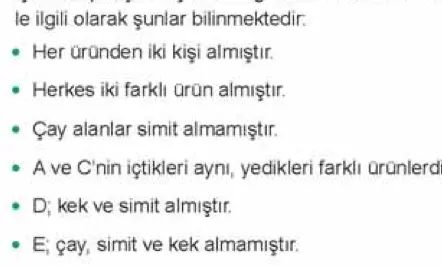 le ilgili olarak şunlar bilinmektedir:
• Her üründen iki kişi almıştır.
• Herkes iki farklı ürün almıştır.
• Çay alanlar simit almamıştır.
• A ve C'nin içtikleri aynı, yedikleri farklı ürünlerdi
• D; kek ve simit almıştır.
• E; çay, simit ve kek almamıştır.